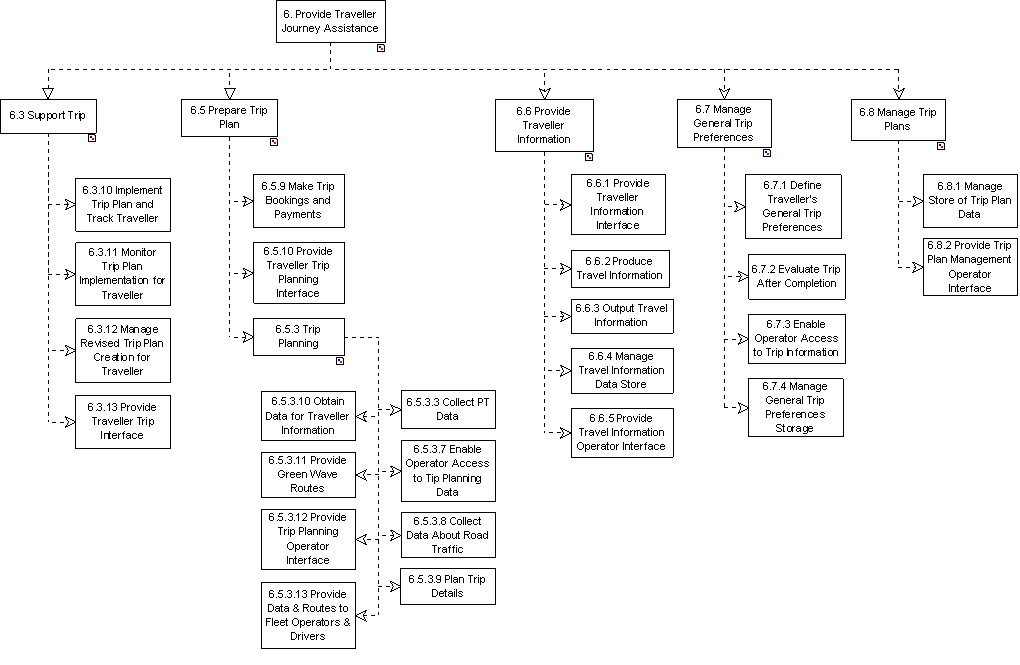 6. Provide Traveller
Journey Assistance
6.3 Support Trip
6.5 Prepare Trip
Plan
6.6 Provide
Traveller
Information
6.7 Manage
General Trip
Preferences
6.8 Manage Trip
Plans
6.3.10 Implement
Trip Plan and
Track Traveller
6.3.11 Monitor
Trip Plan
Implementation for
Traveller
6.3.12 Manage
Revised Trip Plan
Creation for
Traveller
6.3.13 Provide
Traveller Trip
Interface
6.5.9 Make Trip
Bookings and
Payments
6.5.10 Provide
Traveller Trip
Planning
Interface
6.5.3 Trip
Planning
6.5.3.10 Obtain
Data for Traveller
Information
6.5.3.11 Provide
Green Wave
Routes
6.5.3.12 Provide
Trip Planning
Operator
Interface
6.5.3.13 Provide
Data & Routes to
Fleet Operators &
Drivers
6.5.3.3 Collect PT
Data
6.5.3.7 Enable
Operator Access
to Tip Planning
Data
6.5.3.8 Collect
Data About Road
Traffic
6.5.3.9 Plan Trip
Details
6.6.1 Provide
Traveller
Information
Interface
6.6.2 Produce
Travel Information
6.6.3 Output Travel
Information
6.6.4 Manage
Travel Information
Data Store
6.6.5 Provide
Travel Information
Operator Interface
6.7.1 Define
Traveller's
General Trip
Preferences
6.7.2 Evaluate Trip
After Completion
6.7.3 Enable
Operator Access
to Trip Information
6.7.4 Manage
General Trip
Preferences
Storage
6.8.1 Manage
Store of Trip Plan
Data
6.8.2 Provide Trip
Plan Management
Operator
Interface